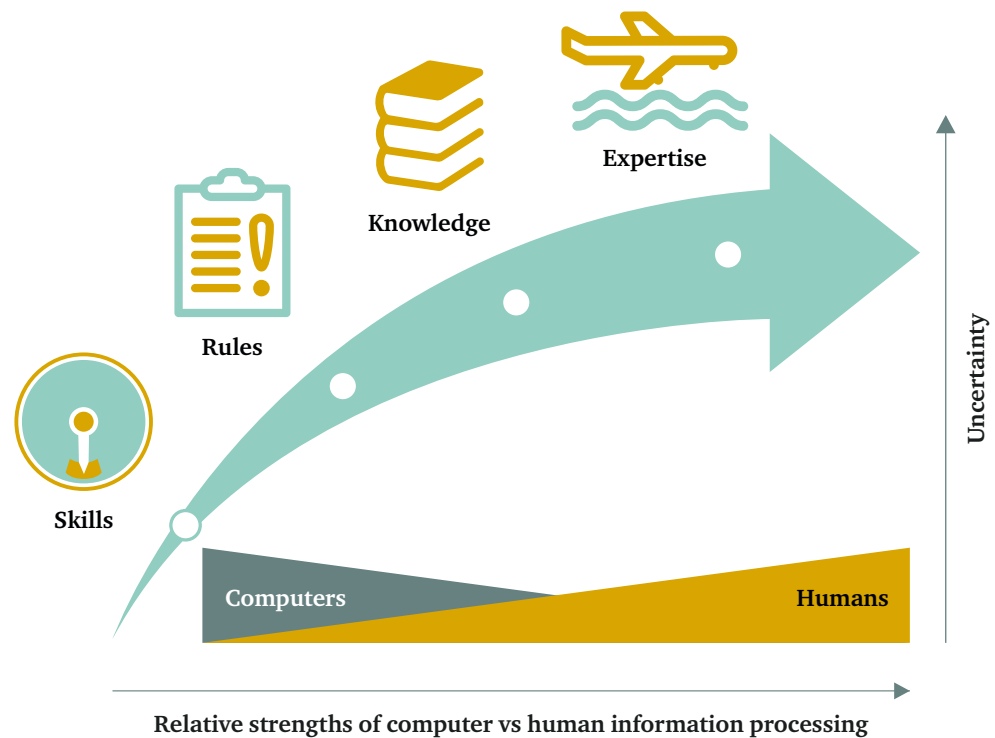 Expertise
Knowledge
Rules
Skills
Uncertainty
Computers
Humans
Relative strengths of computer vs human information processing